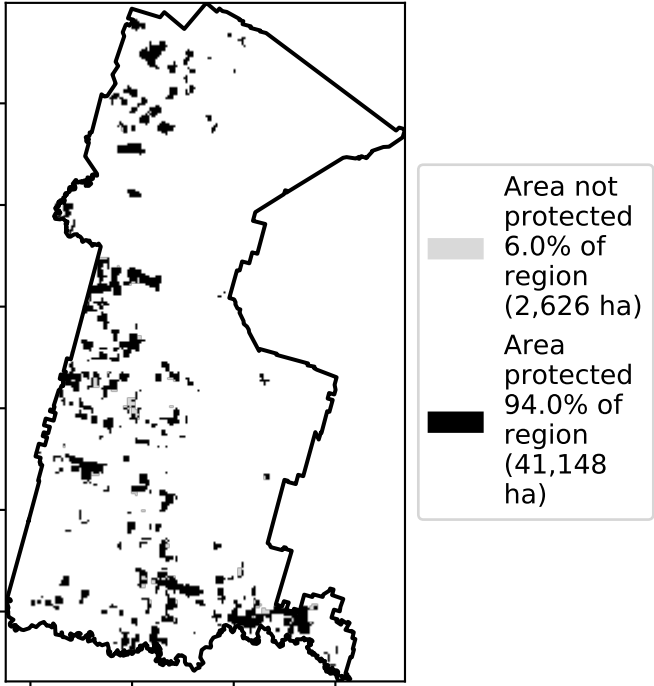 Area not
protected
6.0% of
region
(2,626 ha)
Area
protected
94.0% of
region
(41,148
ha)